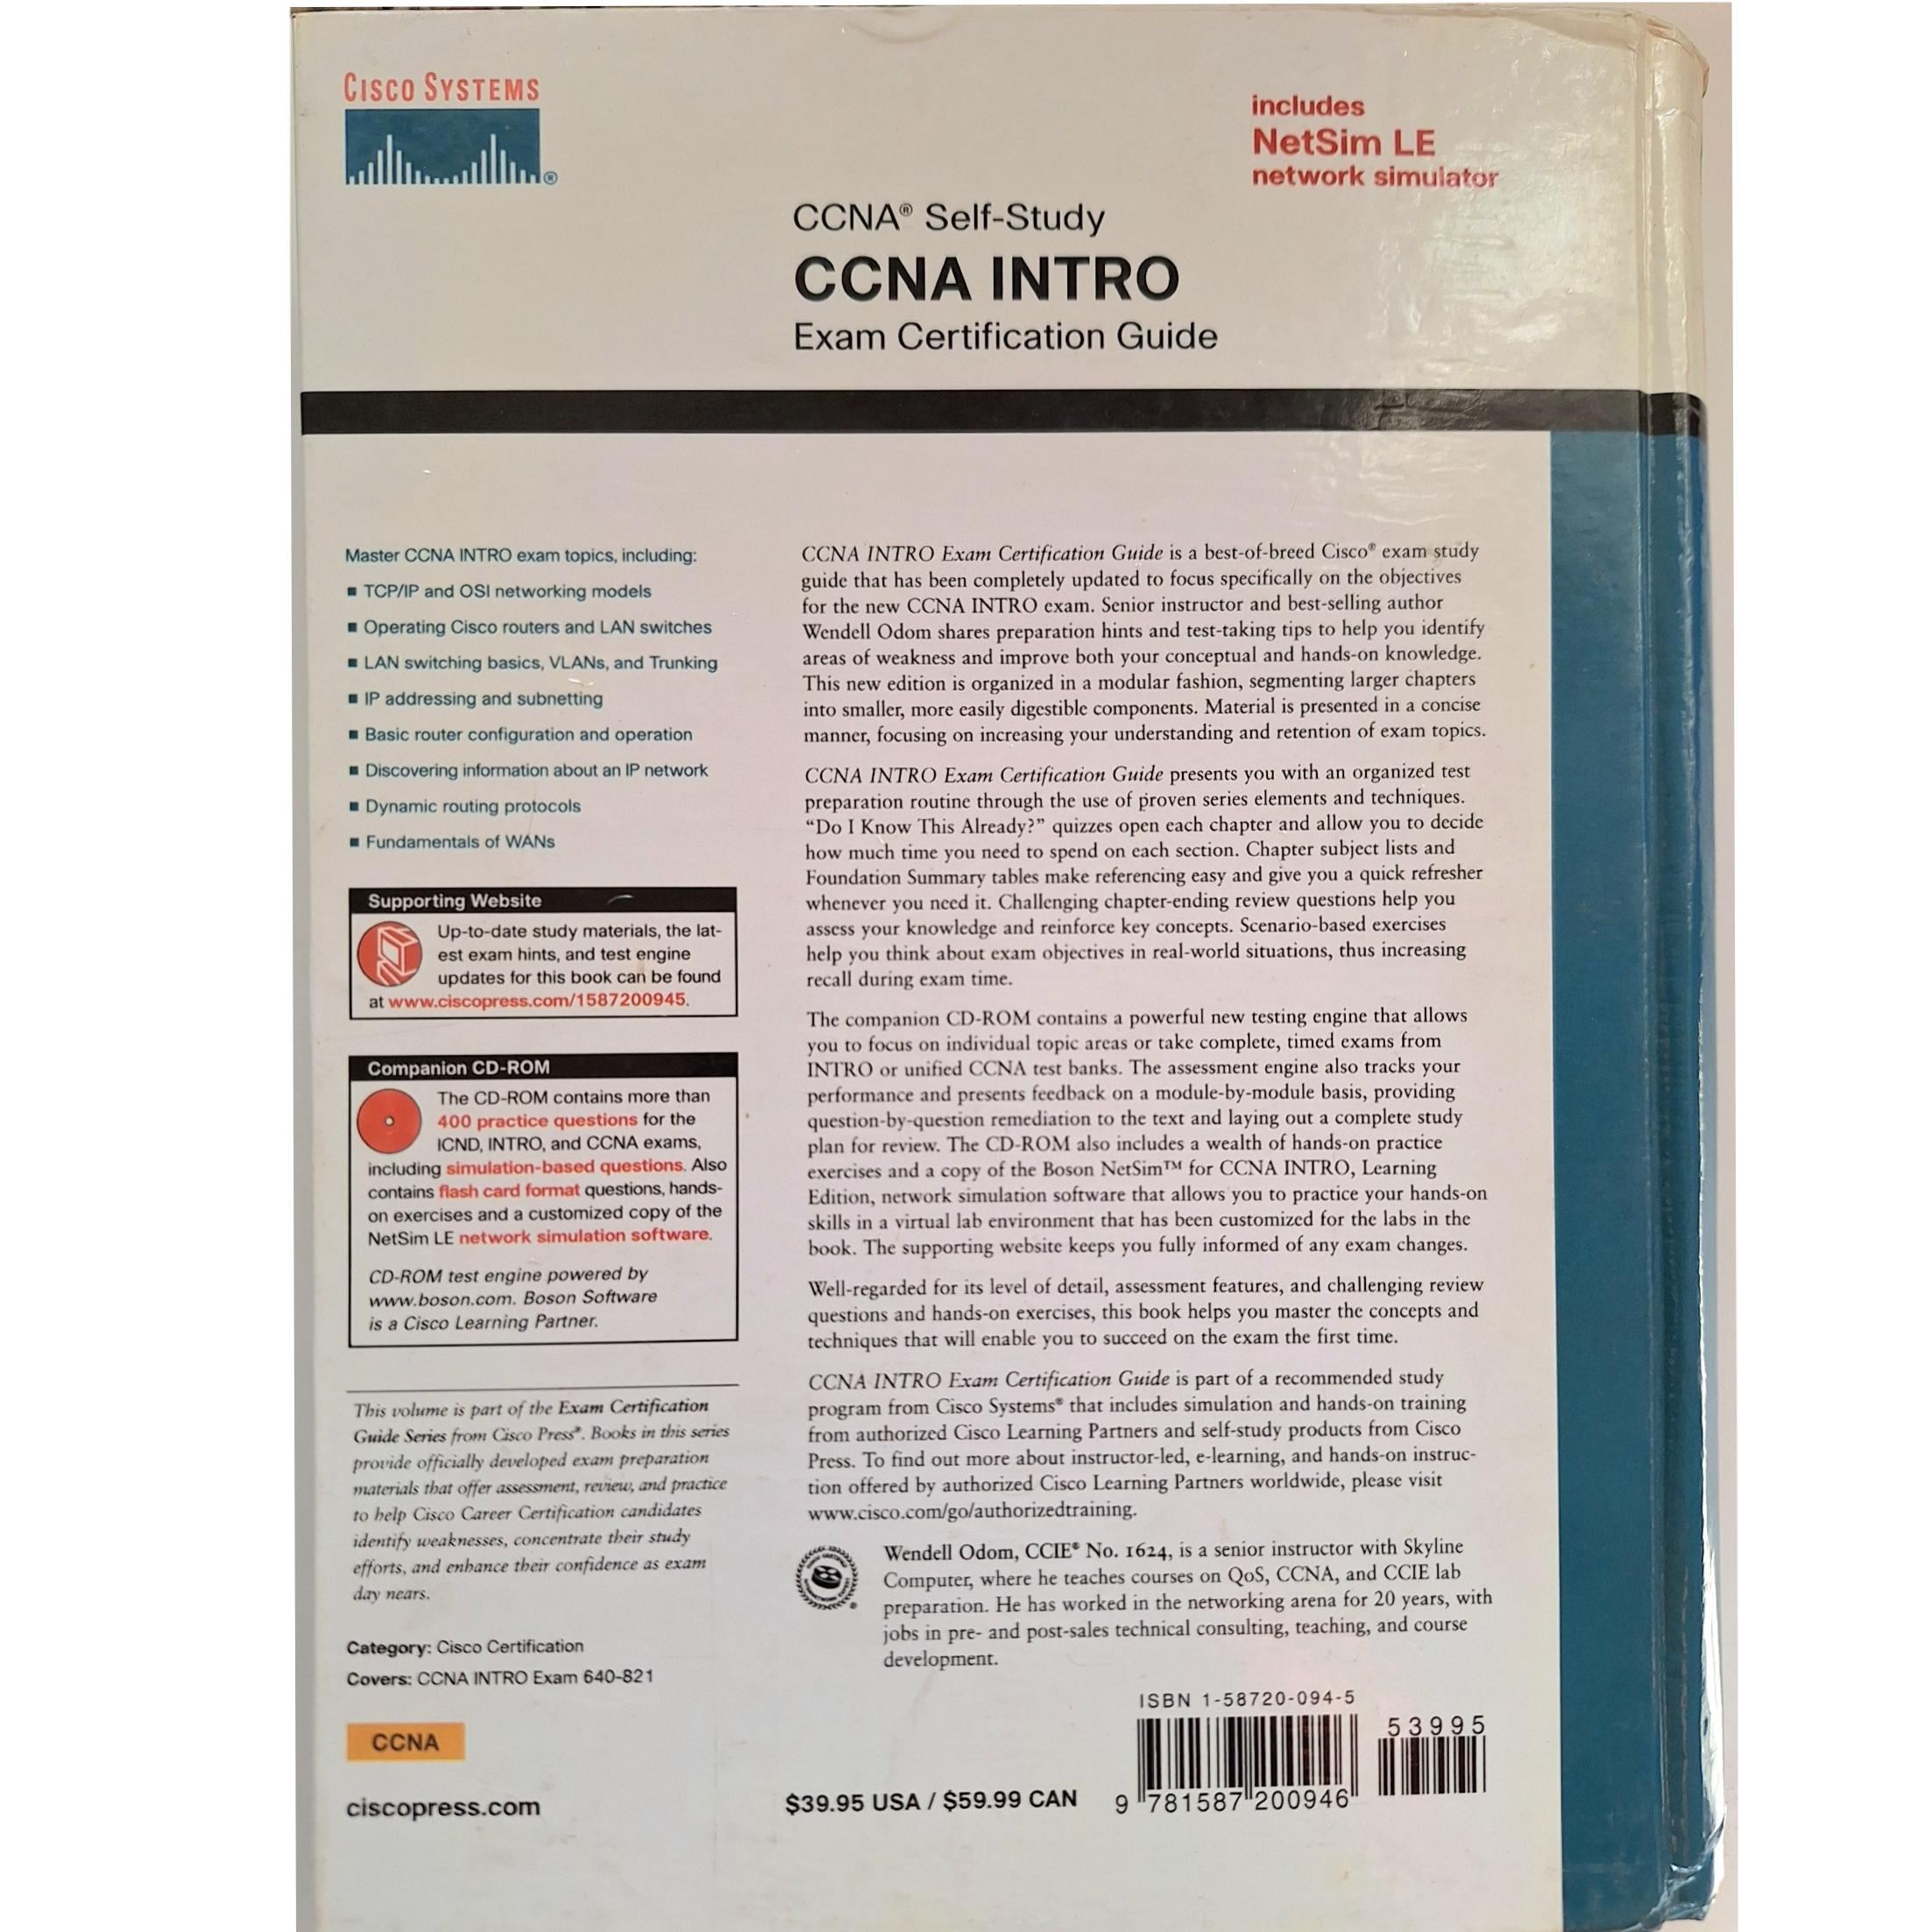 CISCO SYSTEMS
®
includes
NetSim LE
network simulator
CCNA® Self-Study
CCNA INTRO
Exam Certification Guide
Master CCNA INTRO exam topics, including:
■ TCP/IP and OSI networking models
■ Operating Cisco routers and LAN switches
■ LAN switching basics, VLANs, and Trunking
■ IP addressing and subnetting
■ Basic router configuration and operation
■ Discovering information about an IP network
■ Dynamic routing protocols
■ Fundamentals of WANs
Supporting Website
Up-to-date study materials, the lat-
est exam hints, and test engine
updates for this book can be found
at www.ciscopress.com/1587200945.
Companion CD-ROM
The CD-ROM contains more than
400 practice questions for the
ICND, INTRO, and CCNA exams,
including simulation-based questions. Also
contains flash card format questions, hands-
on exercises and a customized copy of the
NetSim LE network simulation software.
CD-ROM test engine powered by
www.boson.com. Boson Software
is a Cisco Learning Partner.
This volume is part of the Exam Certification
Guide Series from Cisco Press®. Books in this series
provide officially developed exam preparation
materials that offer assessment, review, and practice
to help Cisco Career Certification candidates
identify weaknesses, concentrate their study
efforts, and enhance their confidence as exam
day nears.
Category: Cisco Certification
Covers: CCNA INTRO Exam 640-821
CCNA
ciscopress.com
CCNA INTRO Exam Certification Guide is a best-of-breed Cisco® exam study
guide that has been completely updated to focus specifically on the objectives
for the new CCNA INTRO exam. Senior instructor and best-selling author
Wendell Odom shares preparation hints and test-taking tips to help you identify
areas of weakness and improve both your conceptual and hands-on knowledge.
This new edition is organized in a modular fashion, segmenting larger chapters
into smaller, more easily digestible components. Material is presented in a concise
manner, focusing on increasing your understanding and retention of exam topics.
CCNA INTRO Exam Certification Guide presents you with an organized test
preparation routine through the use of proven series elements and techniques.
“Do I Know This Already?” quizzes open each chapter and allow you to decide
how much time you need to spend on each section. Chapter subject lists and
Foundation Summary tables make referencing easy and give you a quick refresher
whenever you need it. Challenging chapter-ending review questions help you
assess your knowledge and reinforce key concepts. Scenario-based exercises
help you think about exam objectives in real-world situations, thus increasing
recall during exam time.
The companion CD-ROM contains a powerful new testing engine that allows
you to focus on individual topic areas or take complete, timed exams from
INTRO or unified CCNA test banks. The assessment engine also tracks your
performance and presents feedback on a module-by-module basis, providing
question-by-question remediation to the text and laying out a complete study
plan for review. The CD-ROM also includes a wealth of hands-on practice
exercises and a copy of the Boson NetSim™ for CCNA INTRO, Learning
Edition, network simulation software that allows you to practice your hands-on
skills in a virtual lab environment that has been customized for the labs in the
book. The supporting website keeps you fully informed of any exam changes.
Well-regarded for its level of detail, assessment features, and challenging review
questions and hands-on exercises, this book helps you master the concepts and
techniques that will enable you to succeed on the exam the first time.
CCNA INTRO Exam Certification Guide is part of a recommended study
program from Cisco Systems® that includes simulation and hands-on training
from authorized Cisco Learning Partners and self-study products from Cisco
Press. To find out more about instructor-led, e-learning, and hands-on instruc-
tion offered by authorized Cisco Learning Partners worldwide, please visit
www.cisco.com/go/authorizedtraining.
Wendell Odom, CCIE® No. 1624, is a senior instructor with Skyline
Computer, where he teaches courses on QoS, CCNA, and CCIE lab
preparation. He has worked in the networking arena for 20 years, with
jobs in pre- and post-sales technical consulting, teaching, and course
development.
ISBN 1-58720-094-5
53995
$39.95 USA / $59.99 CAN
9 781587 200946